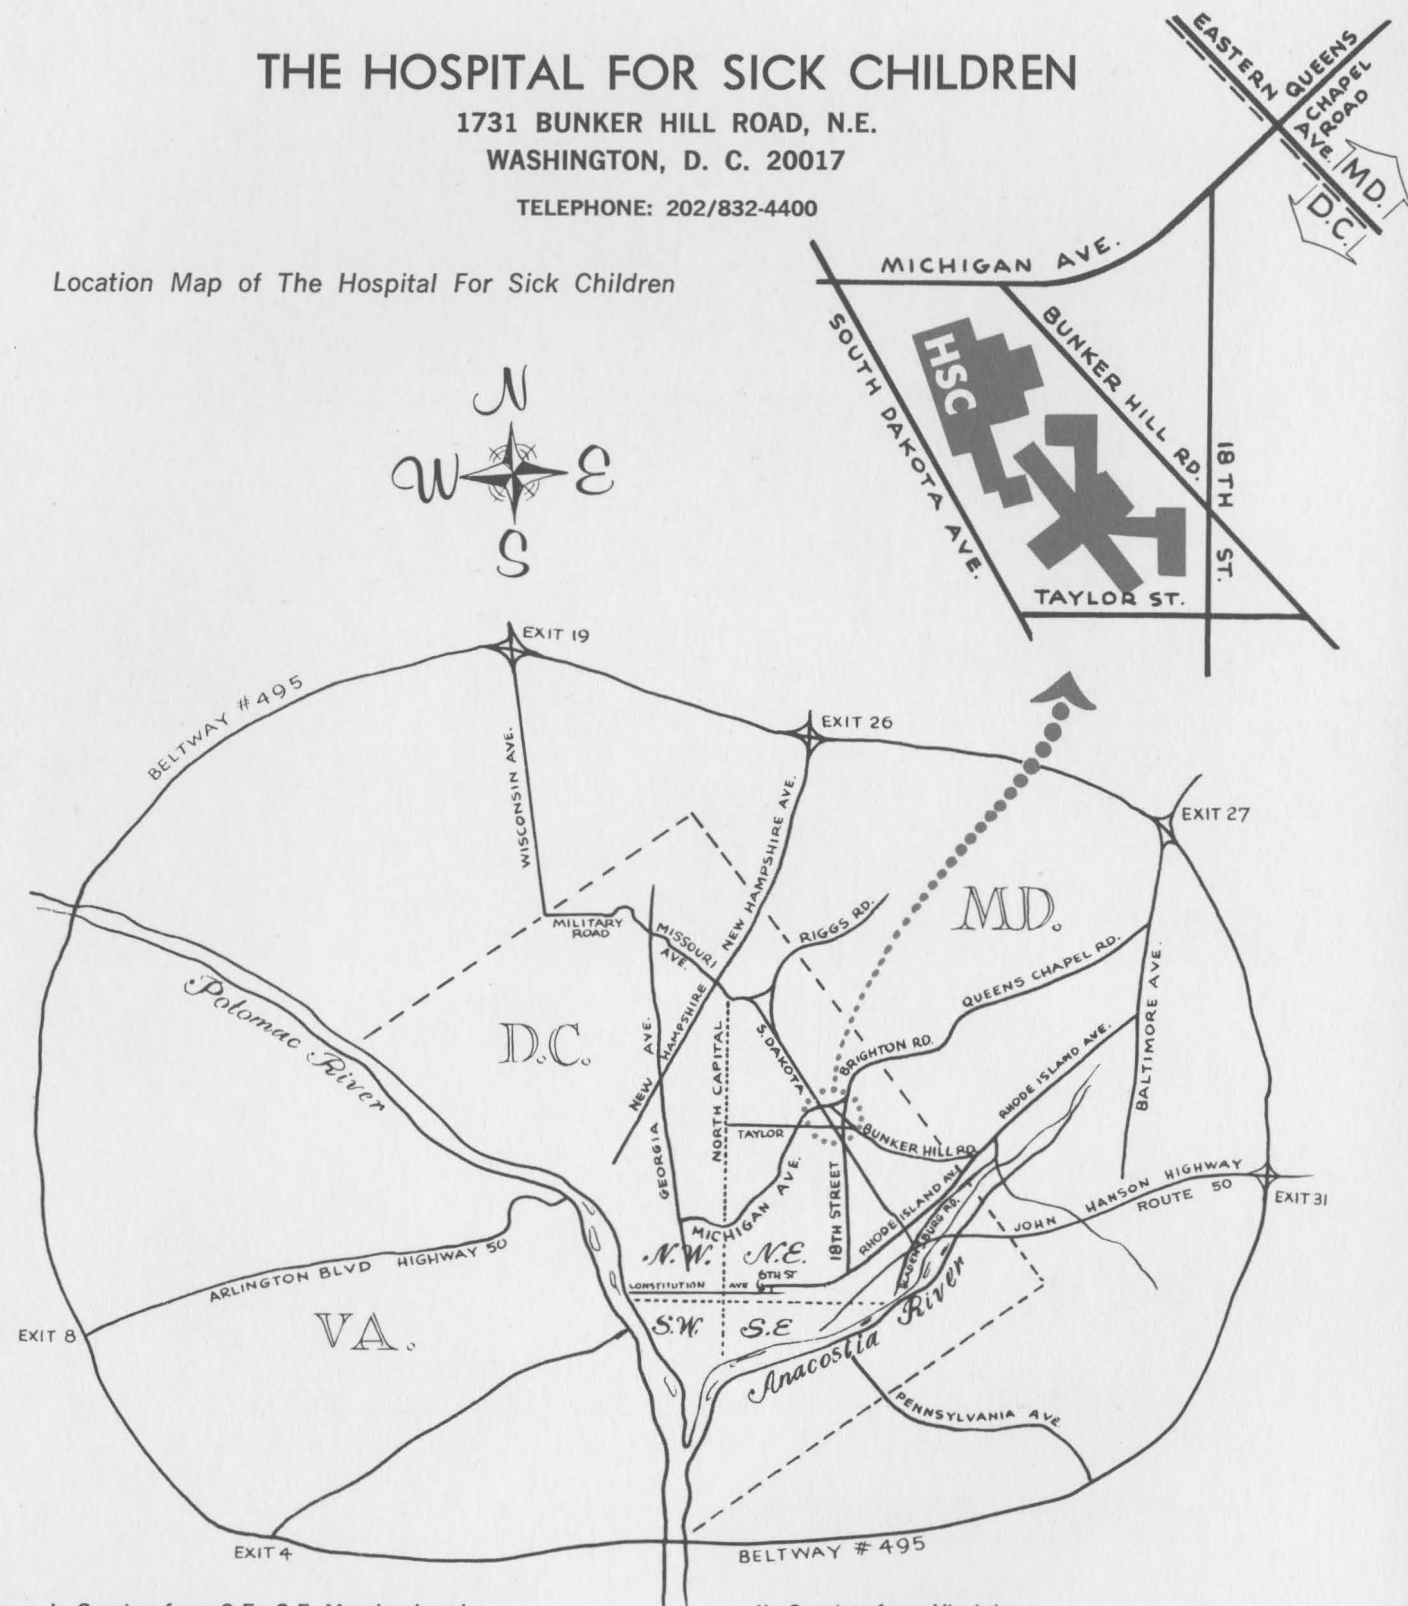 THE HOSPITAL FOR SICK CHILDREN
1731 BUNKER HILL ROAD, N.E.
WASHINGTON, D. C. 20017
TELEPHONE: 202/832-4400
Location Map of The Hospital For Sick Children
EASTERN AVE.
QUEENS CHAPEL ROAD
MD.
D.C.
MICHIGAN AVE.
SOUTH DAKOTA AVE.
HSC
BUNKER HILL RD.
18TH ST.
TAYLOR ST.
N
W E
S
EXIT 19
BELTWAY #495
EXIT 26
EXIT 27
WISCONSIN AVE.
NEW HAMPSHIRE AVE.
MILITARY
ROAD
MISSOURI
AVE.
RIGGS RD.
MD.
QUEENS CHAPEL RD.
BALTIMORE AVE.
Potomac River
D.C.
NEW HAMPSHIRE
GEORGIA AVE.
NORTH CAPITAL
S. DAKOTA
BRIGHTON RD.
RHODE ISLAND AVE.
TAYLOR
BUNKER HILL RD.
MICHIGAN AVE.
18TH STREET
RHODE ISLAND AVE.
BLADENSBURG RD.
JOHN HANSON HIGHWAY
ROUTE 50
EXIT 31
N.W. N.E.
6TH ST
CONSTITUTION AVE
S.W. S.E
ARLINGTON BLVD HIGHWAY 50
EXIT 8
VA.
Anacostia River
PENNSYLVANIA AVE.
EXIT 4
BELTWAY #495